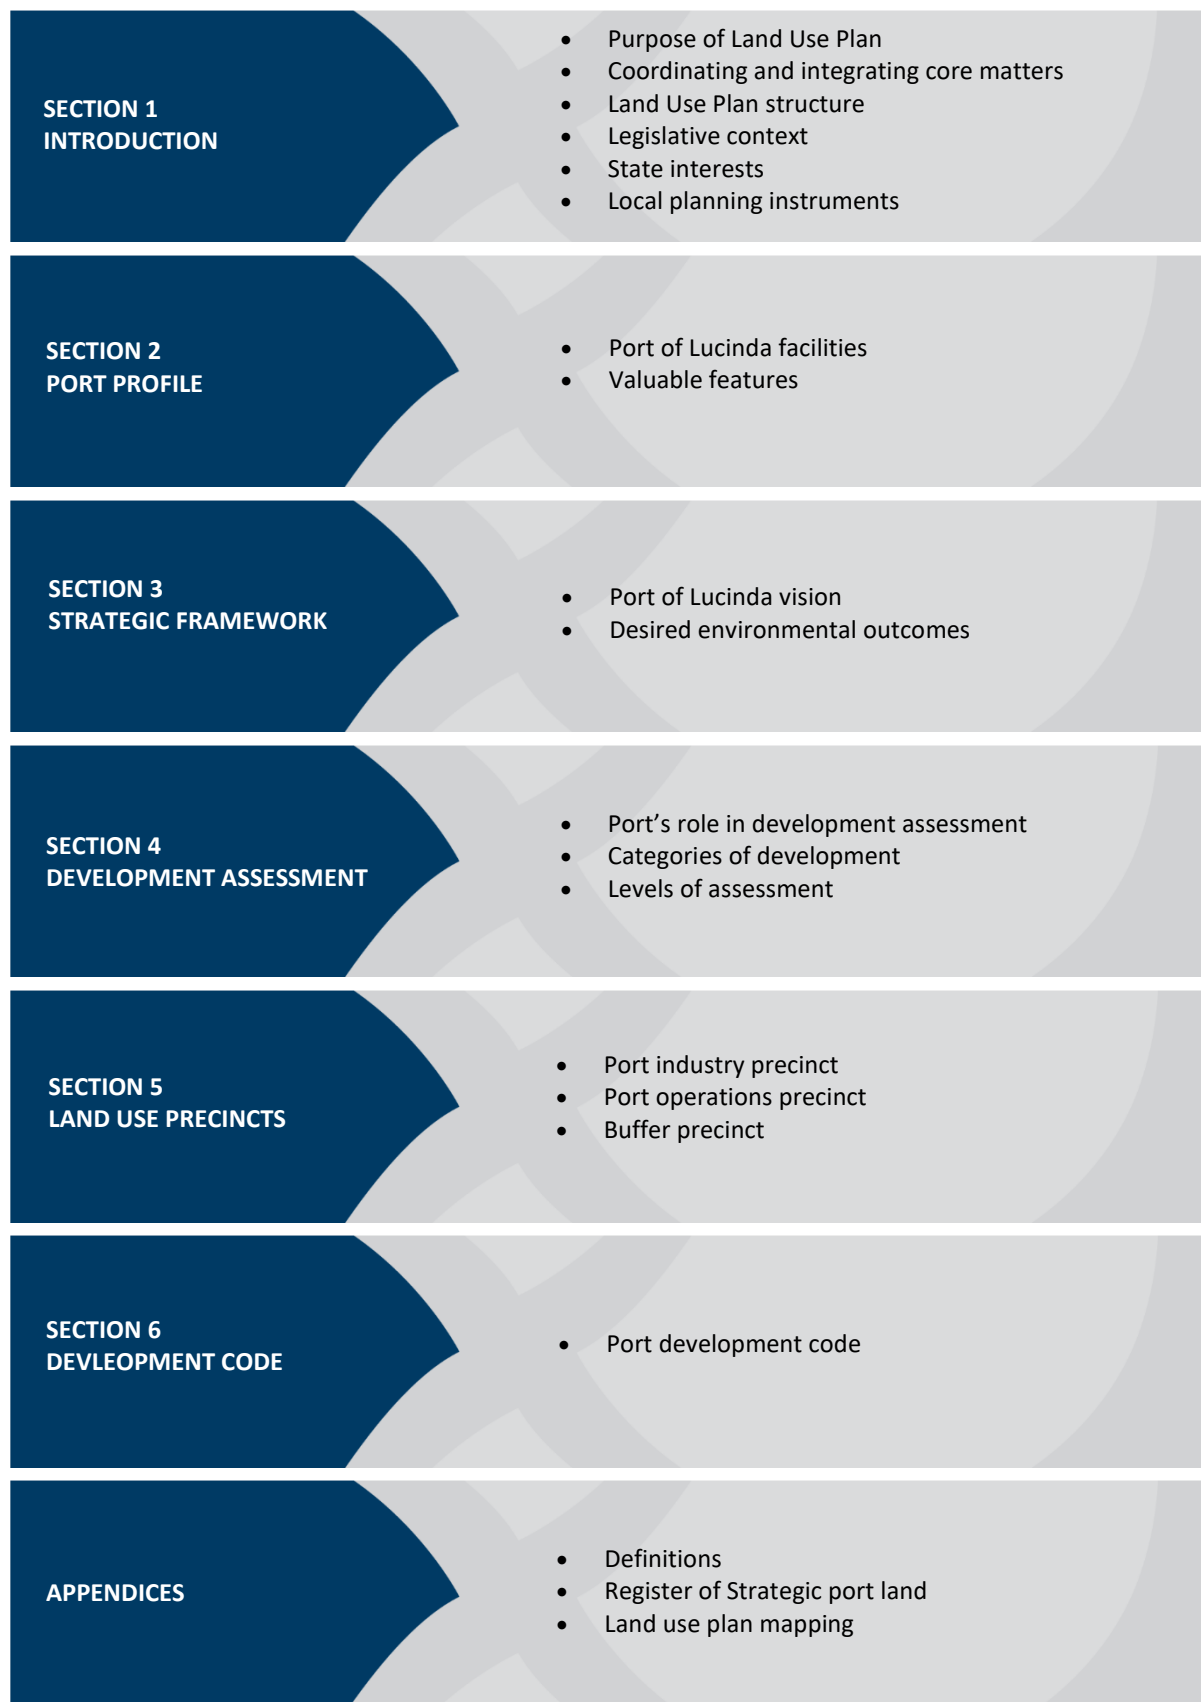 SECTION 1
INTRODUCTION
• Purpose of Land Use Plan
• Coordinating and integrating core matters
• Land Use Plan structure
• Legislative context
• State interests
• Local planning instruments
SECTION 2
PORT PROFILE
• Port of Lucinda facilities
• Valuable features
SECTION 3
STRATEGIC FRAMEWORK
• Port of Lucinda vision
• Desired environmental outcomes
SECTION 4
DEVELOPMENT ASSESSMENT
• Port’s role in development assessment
• Categories of development
• Levels of assessment
SECTION 5
LAND USE PRECINCTS
• Port industry precinct
• Port operations precinct
• Buffer precinct
SECTION 6
DEVLEOPMENT CODE
• Port development code
APPENDICES
• Definitions
• Register of Strategic port land
• Land use plan mapping